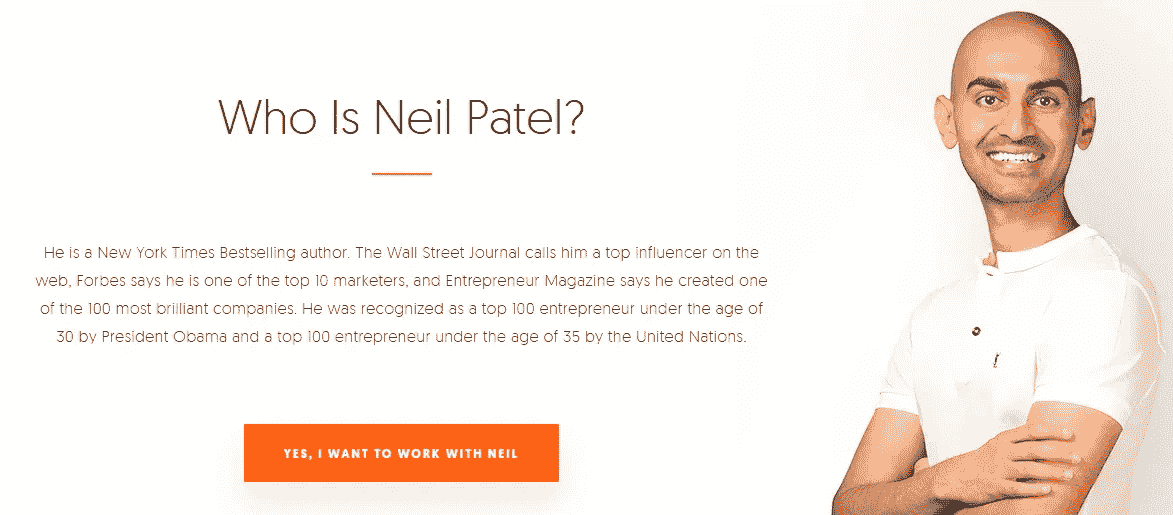 Who Is Neil Patel?
He is a New York Times Bestselling author. The Wall Street Journal calls him a top influencer on the
web, Forbes says he is one of the top 10 marketers, and Entrepreneur Magazine says he created one
of the 100 most brilliant companies. He was recognized as a top 100 entrepreneur under the age of
30 by President Obama and a top 100 entrepreneur under the age of 35 by the United Nations.
YES, I WANT TO WORK WITH NEIL